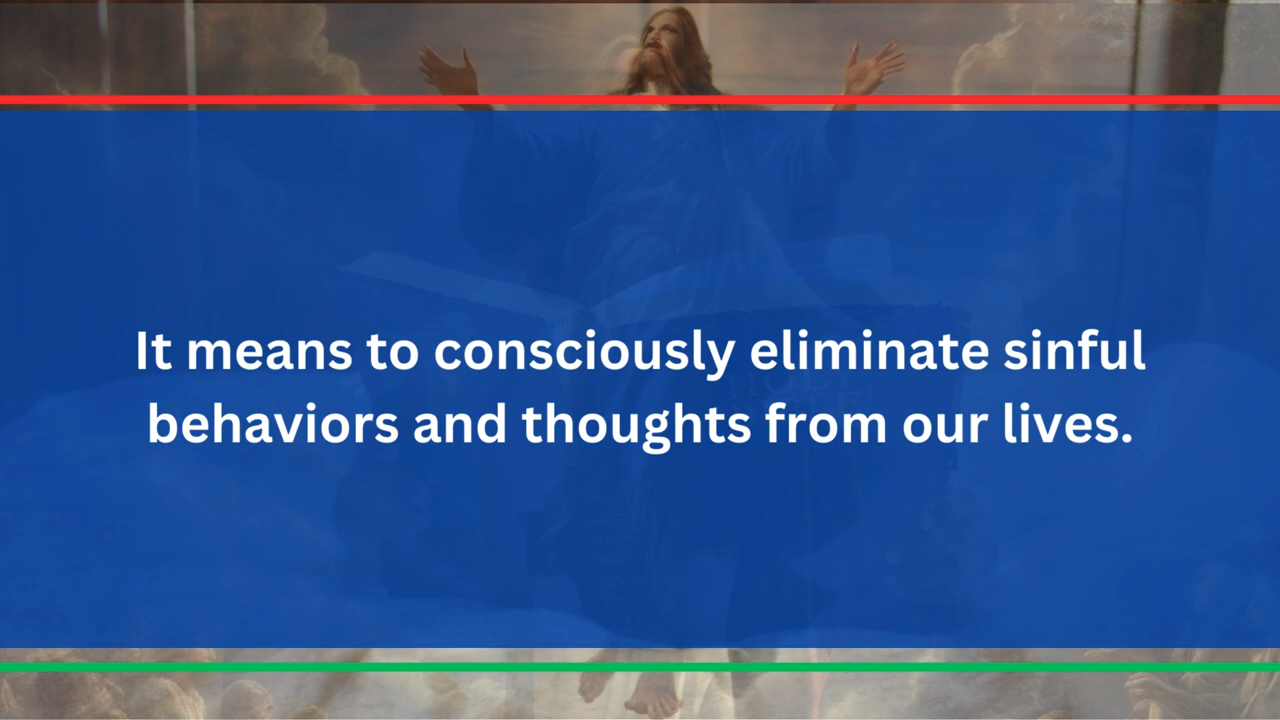 It means to consciously eliminate sinful
behaviors and thoughts from our lives.